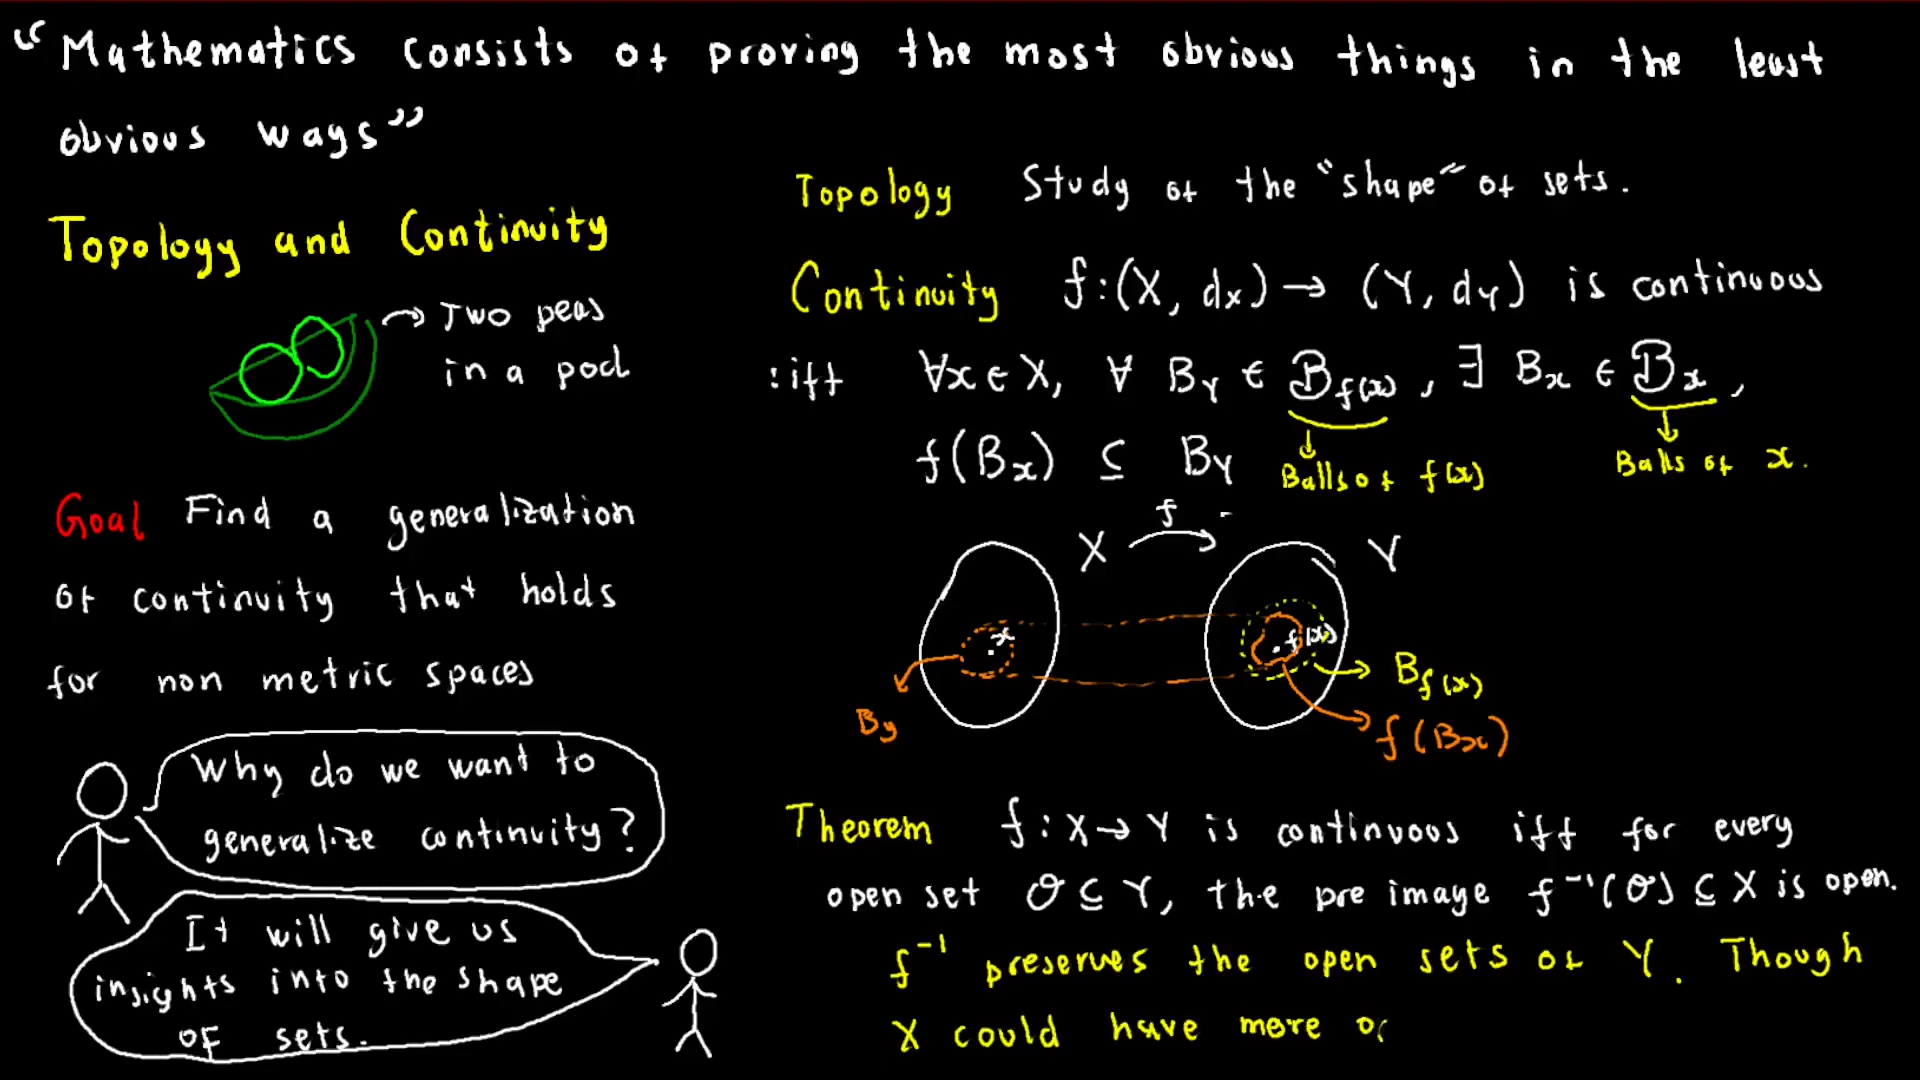 “Mathematics consists of proving the most obvious things in the least
obvious ways”
Topology and Continuity
Two peas
in a pod
Goal Find a generalization
of continuity that holds
for non metric spaces
Why do we want to
generalize continuity?
It will give us
insights into the shape
of sets.
Topology Study of the “shape” of sets.
Continuity f:(X, dx) → (Y, dY) is continuous
:iff ∀x∈X, ∀ BY ∈ 𝓑f(x), ∃ Bx ∈ 𝓑x,
f(Bx) ⊆ BY
Balls of f(x)
Balls of x.
X f Y
x
f(x)
By
Bf(x)
f(Bx)
Theorem f:X→Y is continuous iff for every
open set 𝒪⊆Y, the pre image f⁻¹(𝒪)⊆X is open.
f⁻¹ preserves the open sets of Y. Though
X could have more